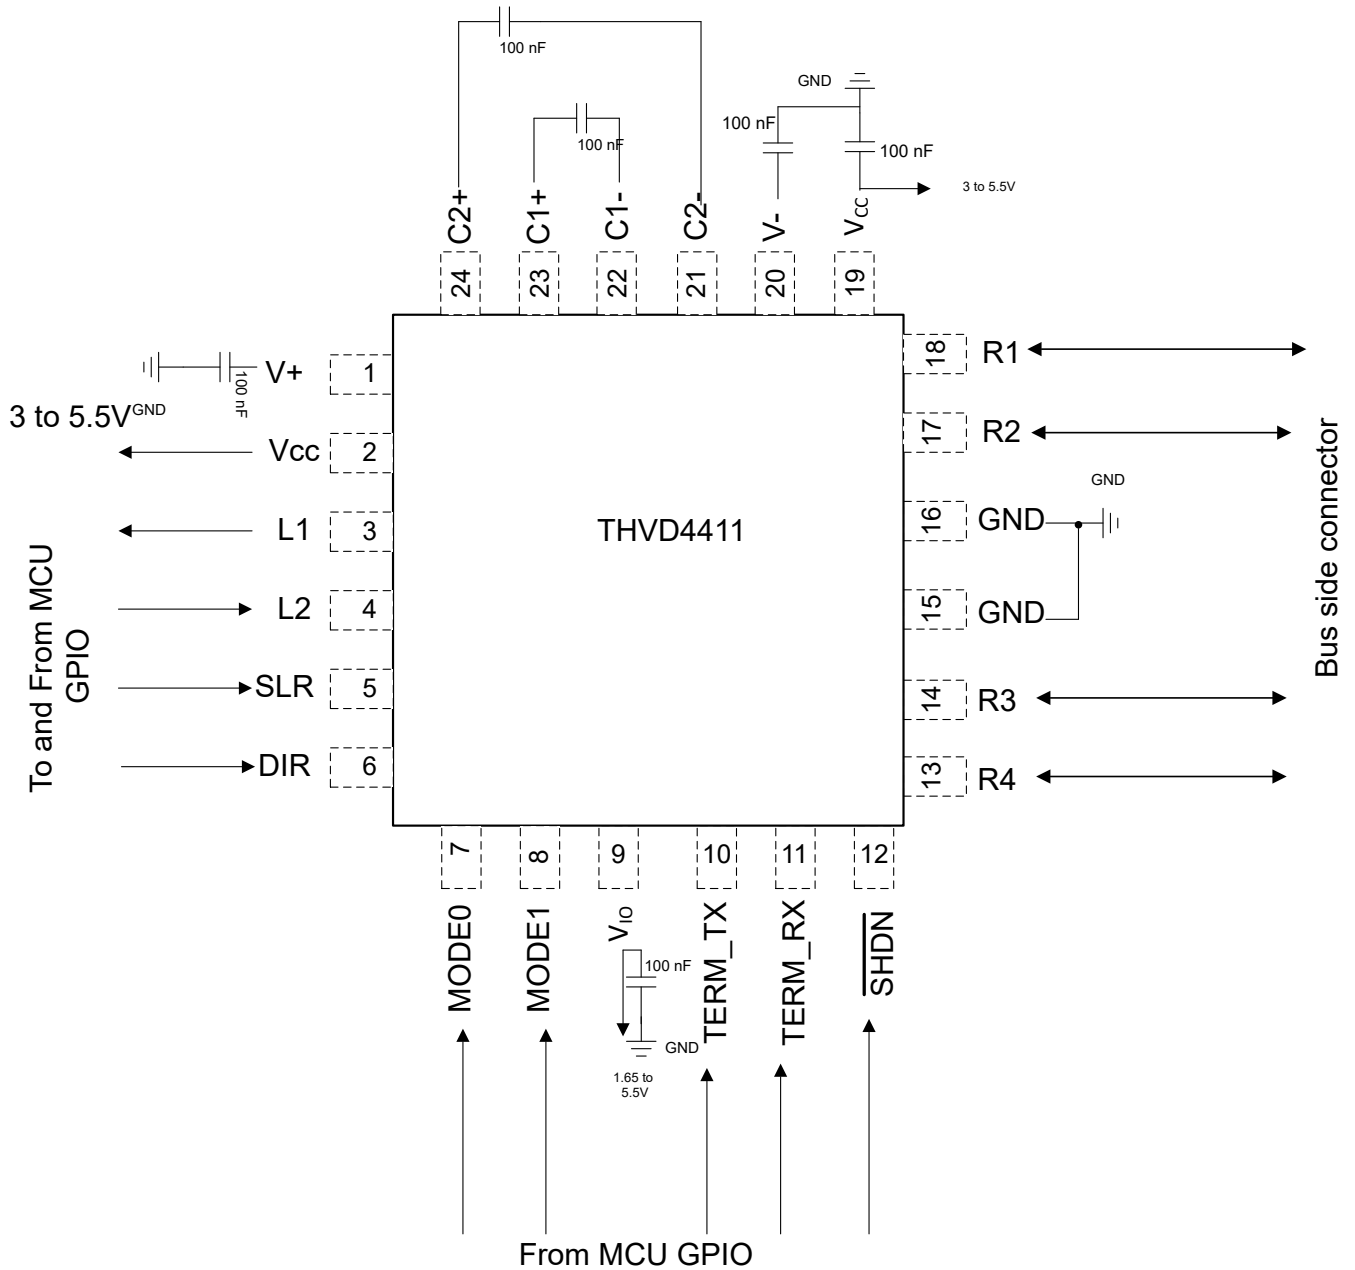 100 nF
GND
100 nF
100 nF
100 nF
3 to 5.5V
C2+
C1+
C1-
C2-
V-
VCC
24
23
22
21
20
19
V+
1
100 nF
GND
3 to 5.5V
Vcc
2
L1
3
L2
4
SLR
5
DIR
6
To and From MCU
GPIO
THVD4411
18
R1
17
R2
GND
16
GND
15
GND
14
R3
13
R4
Bus side connector
7
8
9
10
11
12
MODE0
MODE1
VIO
TERM_TX
TERM_RX
SHDN
100 nF
GND
1.65 to
5.5V
From MCU GPIO